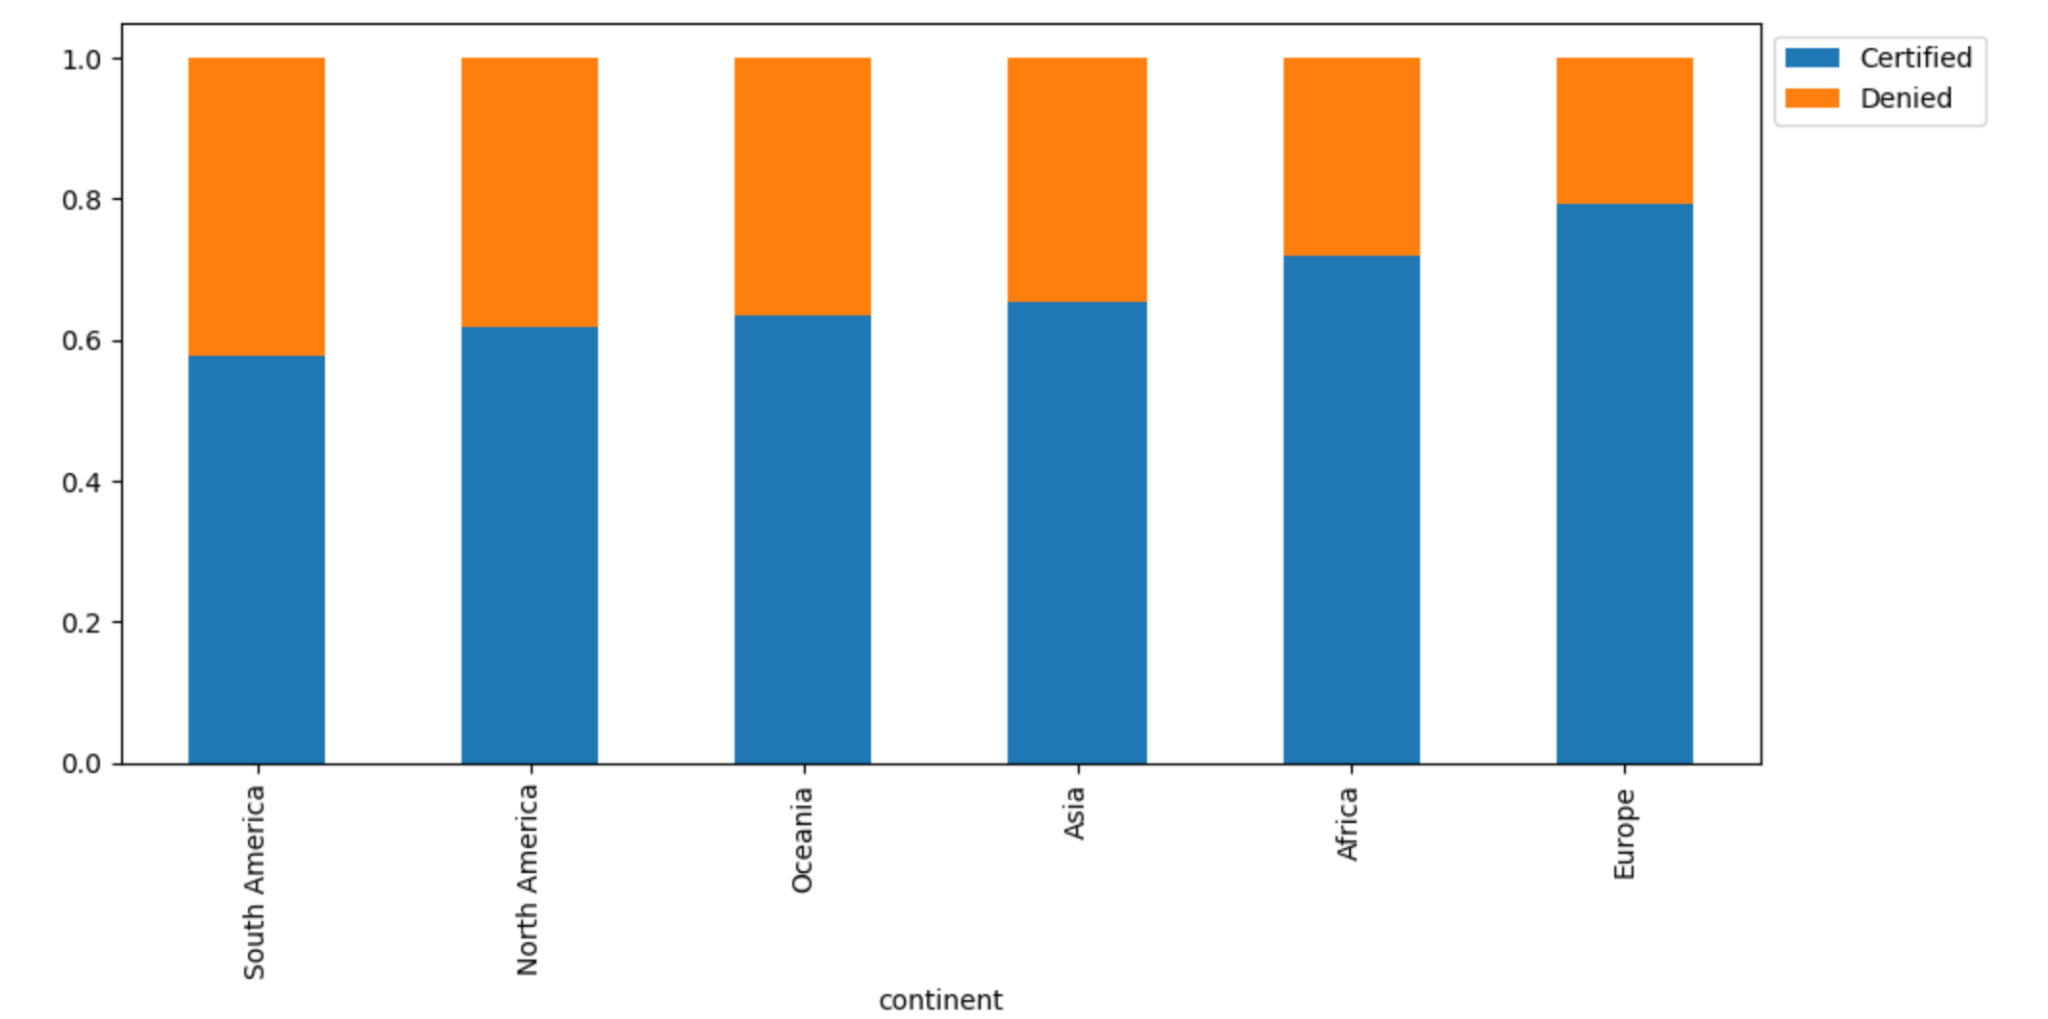 1.0
0.8
0.6
0.4
0.2
0.0
Certified
Denied
South America
North America
Oceania
Asia
Africa
Europe
continent